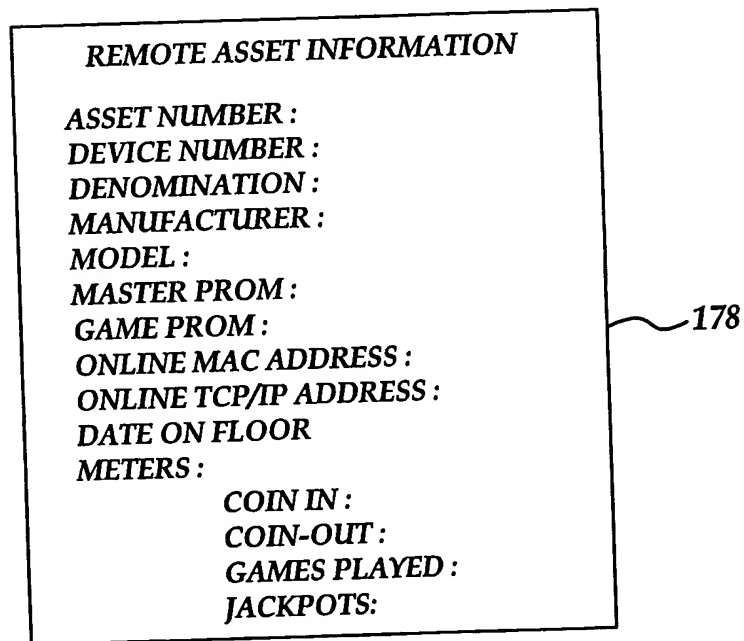 REMOTE ASSET INFORMATION
ASSET NUMBER :
DEVICE NUMBER :
DENOMINATION :
MANUFACTURER :
MODEL :
MASTER PROM :
GAME PROM :
ONLINE MAC ADDRESS :
ONLINE TCP/IP ADDRESS :
DATE ON FLOOR
METERS :
COIN IN :
COIN-OUT :
GAMES PLAYED :
JACKPOTS:
178